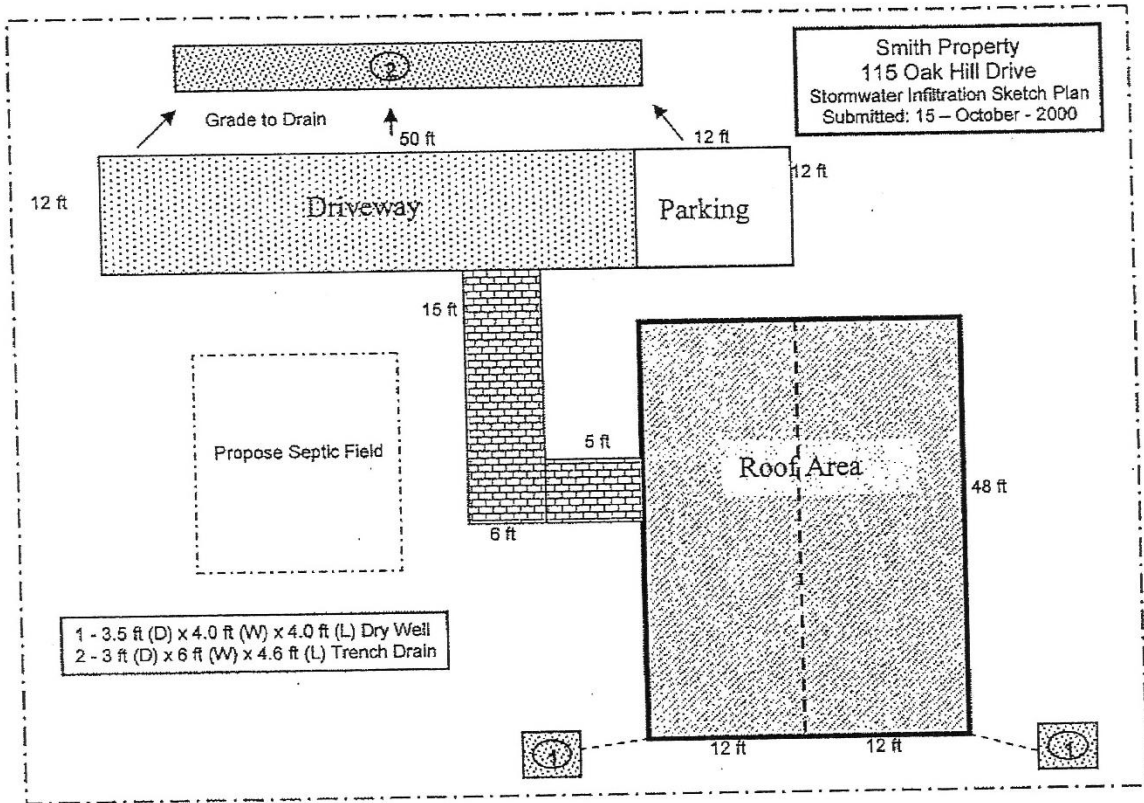 Smith Property
115 Oak Hill Drive
Stormwater Infiltration Sketch Plan
Submitted: 15 – October - 2000
2
Grade to Drain
50 ft
12 ft
12 ft
12 ft
Driveway
Parking
15 ft
Propose Septic Field
5 ft
6 ft
Roof Area
48 ft
1 - 3.5 ft (D) x 4.0 ft (W) x 4.0 ft (L) Dry Well
2 - 3 ft (D) x 6 ft (W) x 4.6 ft (L) Trench Drain
12 ft
12 ft
1
1